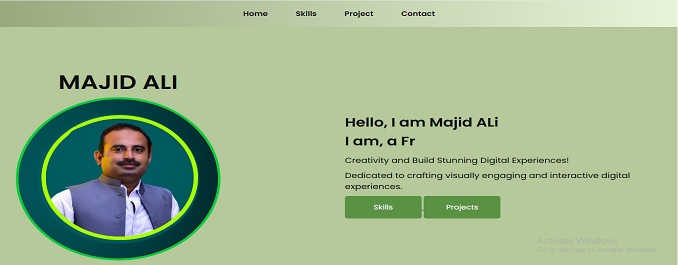 Home Skills Project Contact
MAJID ALI
Hello, I am Majid ALi
I am, a Fr
Creativity and Build Stunning Digital Experiences!
Dedicated to crafting visually engaging and interactive digital
experiences.
Skills Projects
Activate Windows
Go to Settings to activate Windows.